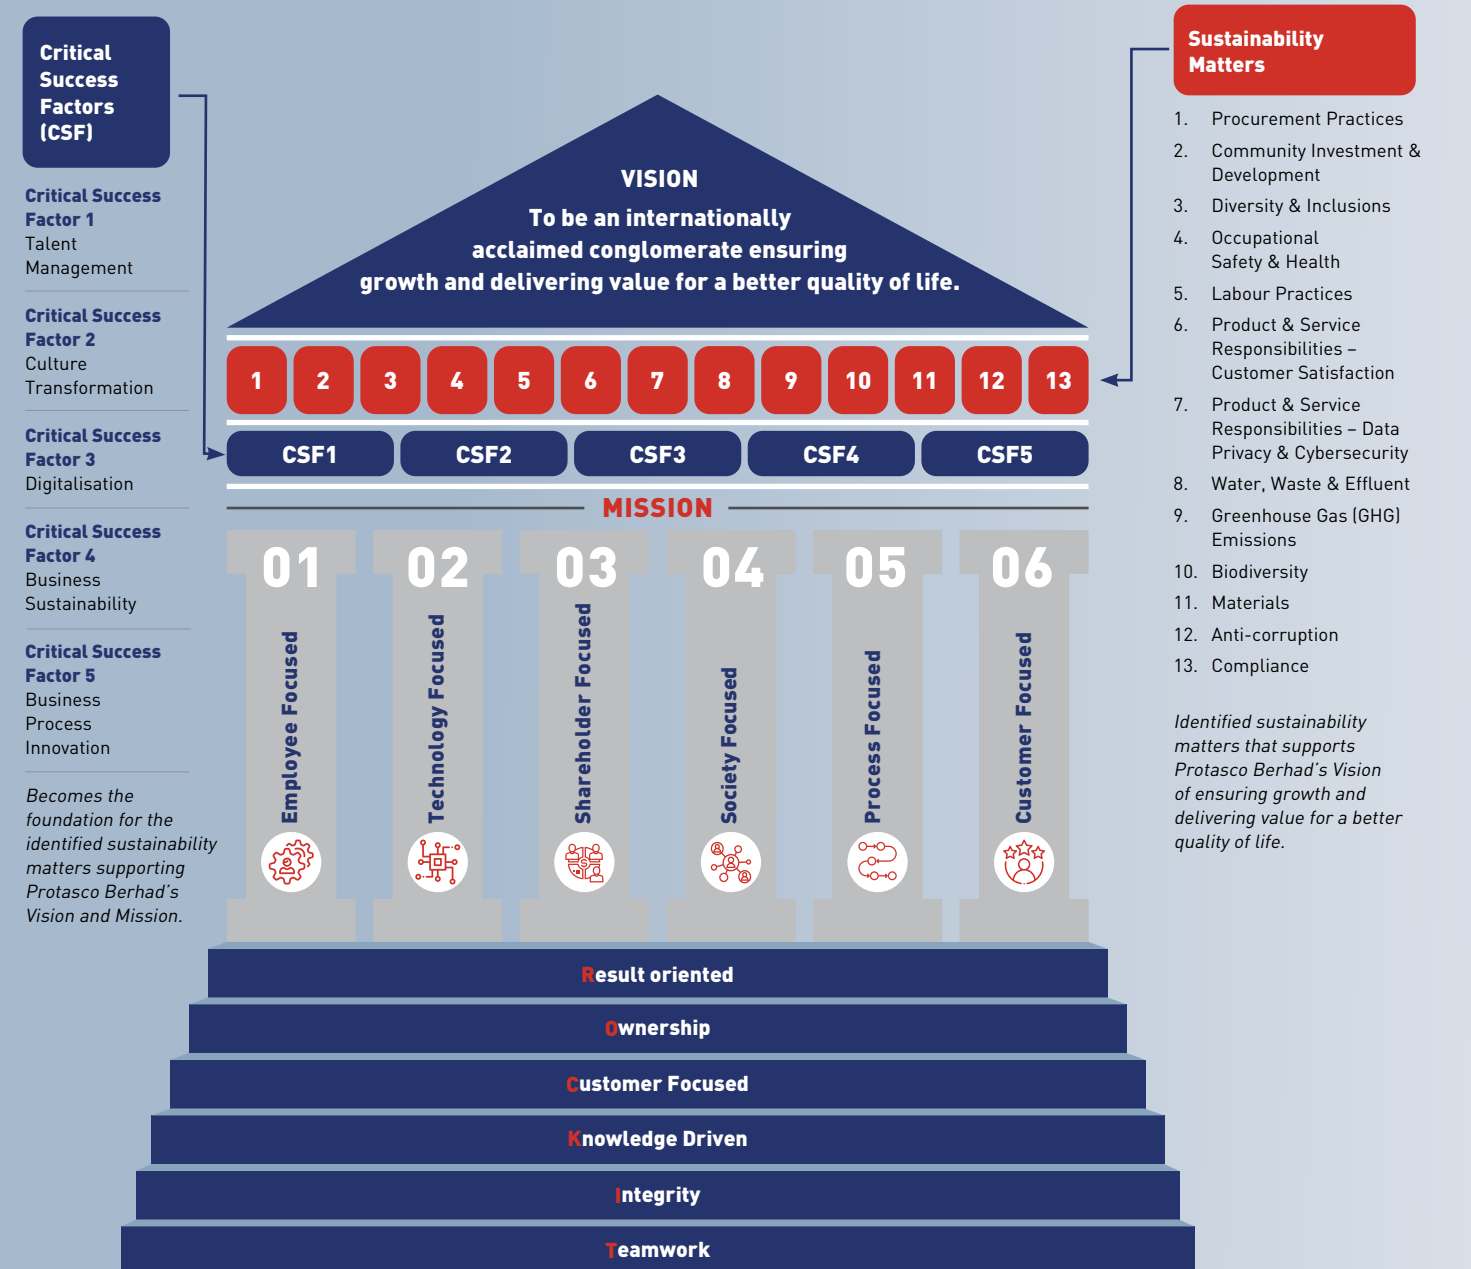 Critical
Success
Factors
(CSF)
Critical Success
Factor 1
Talent
Management
Critical Success
Factor 2
Culture
Transformation
Critical Success
Factor 3
Digitalisation
Critical Success
Factor 4
Business
Sustainability
Critical Success
Factor 5
Business
Process
Innovation
Becomes the
foundation for the
identified sustainability
matters supporting
Protasco Berhad's
Vision and Mission.
VISION
To be an internationally
acclaimed conglomerate ensuring
growth and delivering value for a better quality of life.
1 2 3 4 5 6 7 8 9 10 11 12 13
CSF1 CSF2 CSF3 CSF4 CSF5
MISSION
01 02 03 04 05 06
Employee Focused
Technology Focused
Shareholder Focused
Society Focused
Process Focused
Customer Focused
$
Result oriented
Ownership
Customer Focused
Knowledge Driven
Integrity
Teamwork
Sustainability
Matters
1. Procurement Practices
2. Community Investment &
Development
3. Diversity & Inclusions
4. Occupational
Safety & Health
5. Labour Practices
6. Product & Service
Responsibilities –
Customer Satisfaction
7. Product & Service
Responsibilities – Data
Privacy & Cybersecurity
8. Water, Waste & Effluent
9. Greenhouse Gas (GHG)
Emissions
10. Biodiversity
11. Materials
12. Anti-corruption
13. Compliance
Identified sustainability
matters that supports
Protasco Berhad's Vision
of ensuring growth and
delivering value for a better
quality of life.